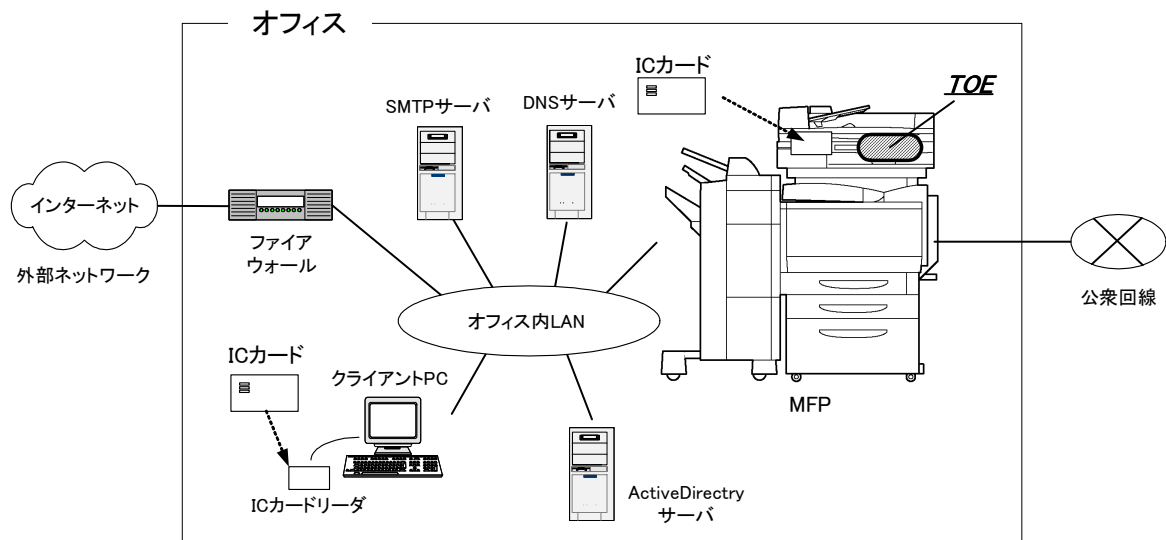 オフィス
ICカード
TOE
SMTPサーバ
DNSサーバ
インターネット
外部ネットワーク
ファイア
ウォール
オフィス内LAN
公衆回線
MFP
ICカード
クライアントPC
ICカードリーダ
ActiveDirectry
サーバ